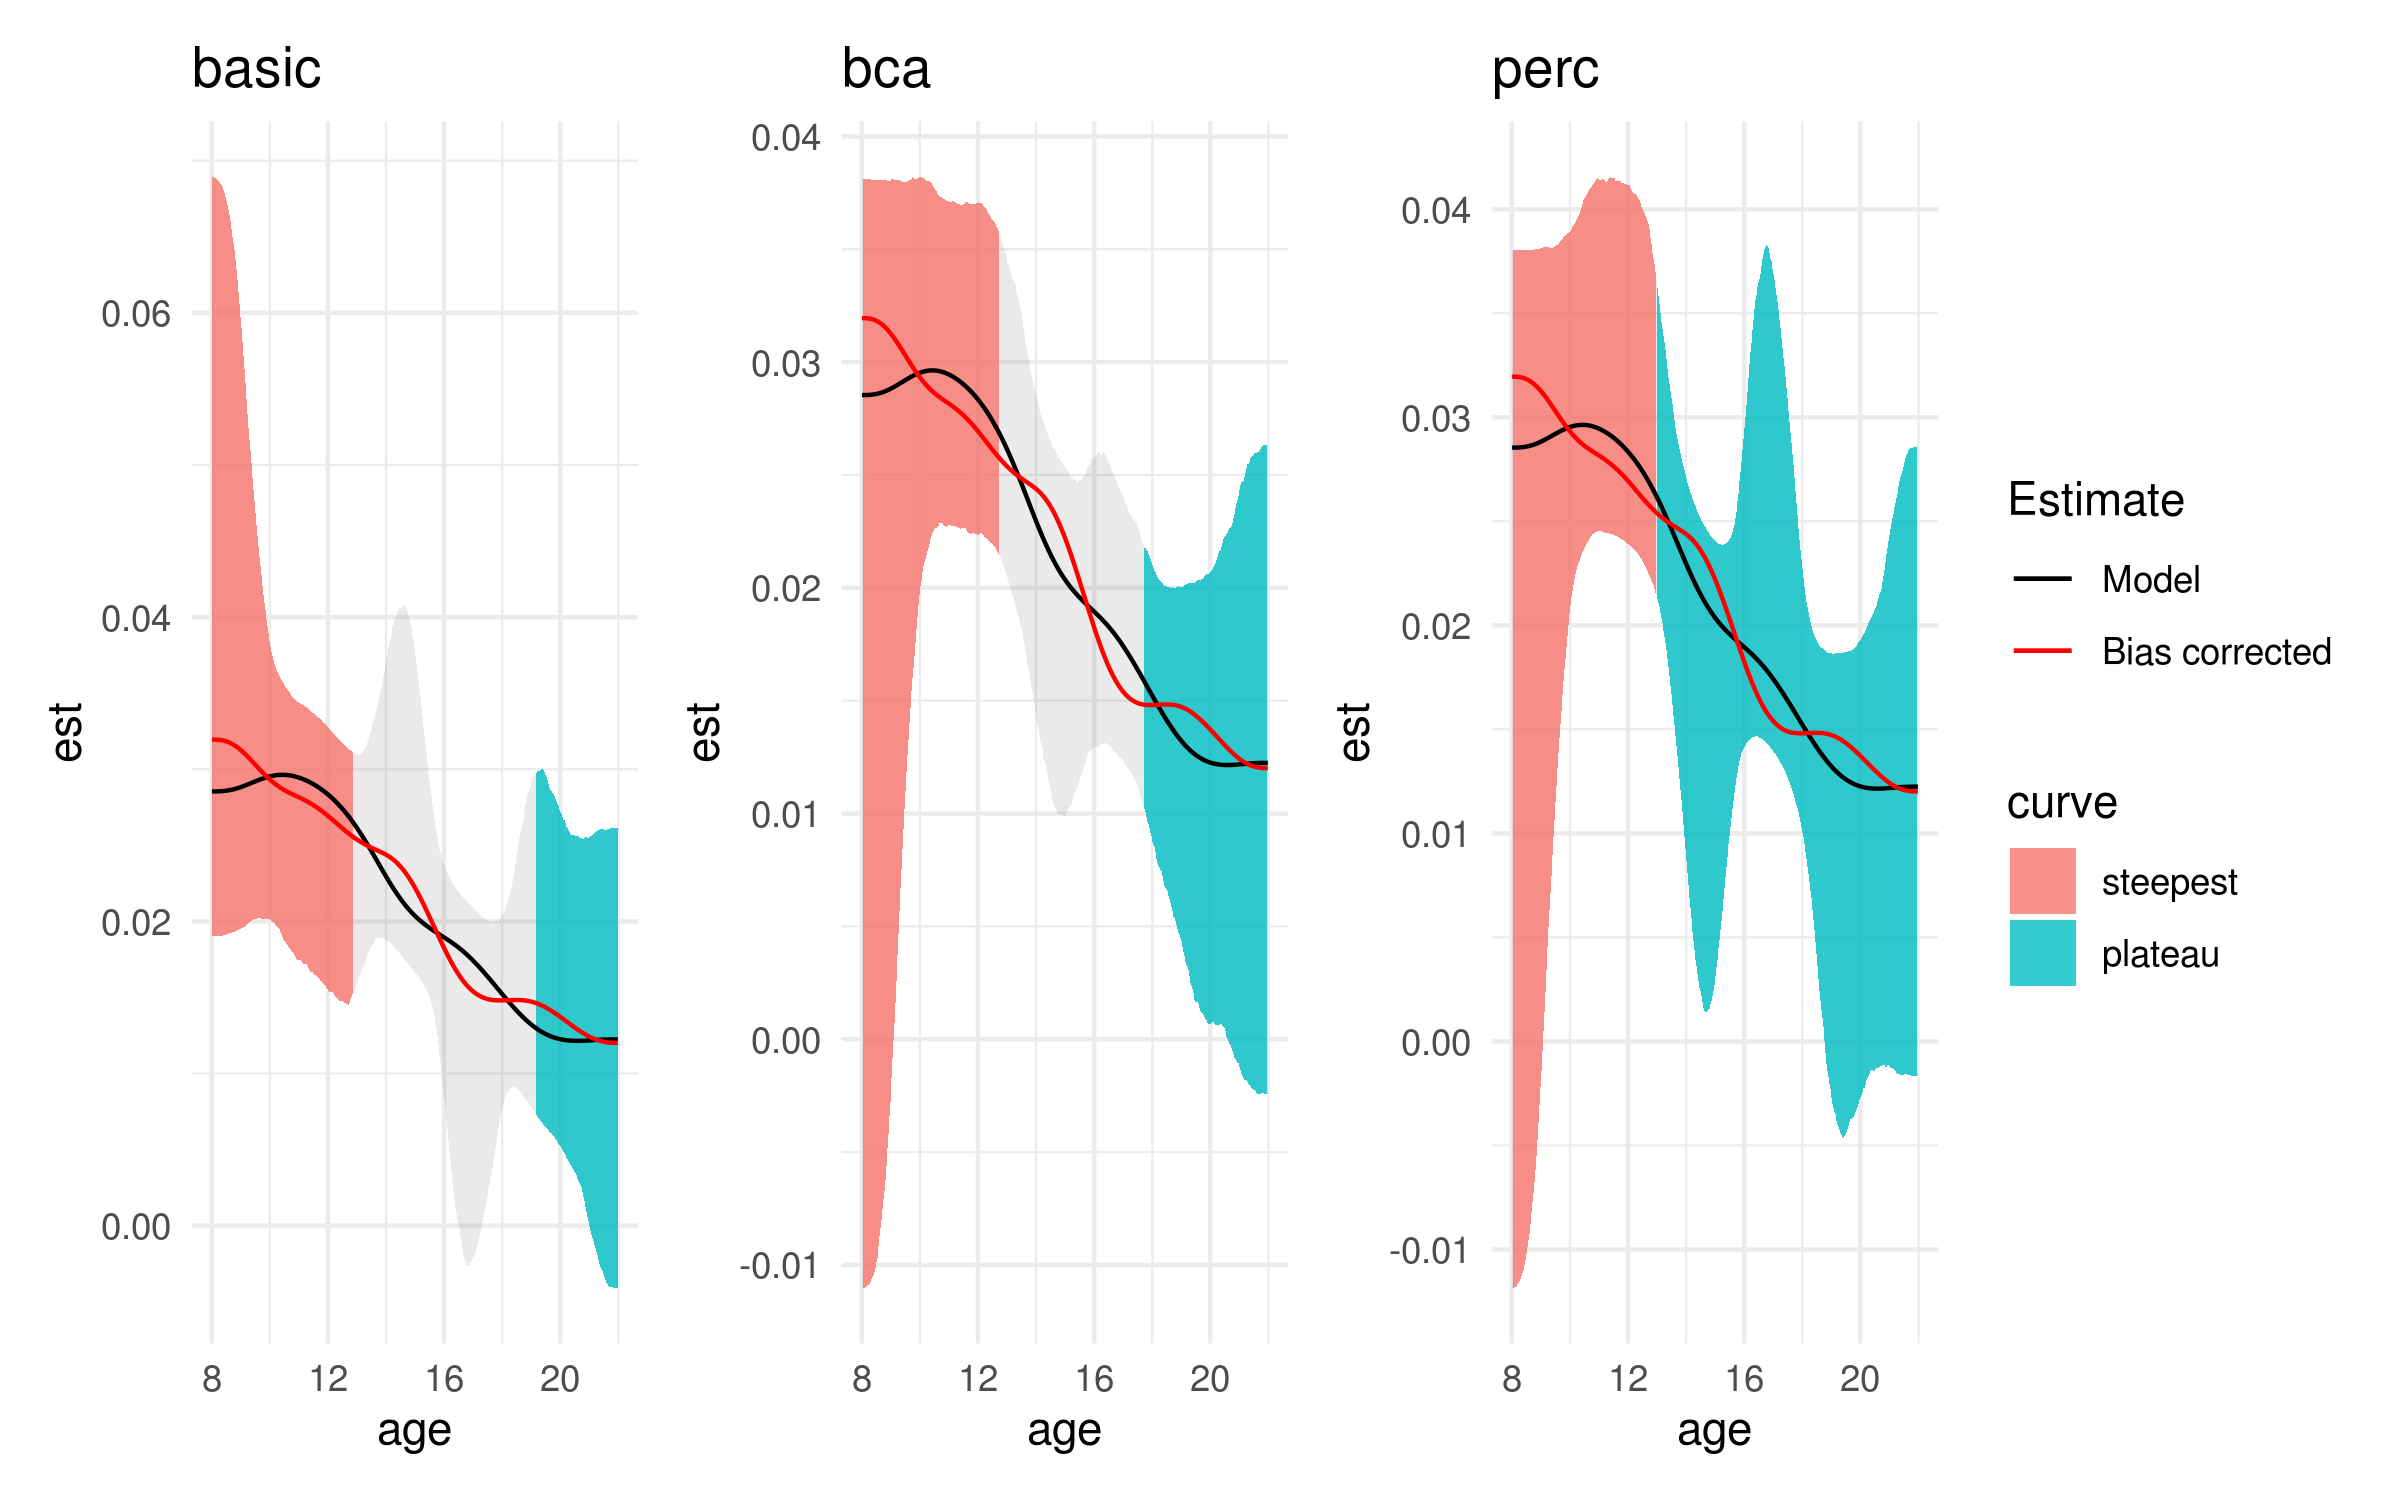 basic
0.06
0.04
0.02
0.00
est
8 12 16 20
age
bca
0.04
0.03
0.02
0.01
0.00
-0.01
est
8 12 16 20
age
perc
0.04
0.03
0.02
0.01
0.00
-0.01
est
8 12 16 20
age
Estimate
Model
Bias corrected
curve
steepest
plateau